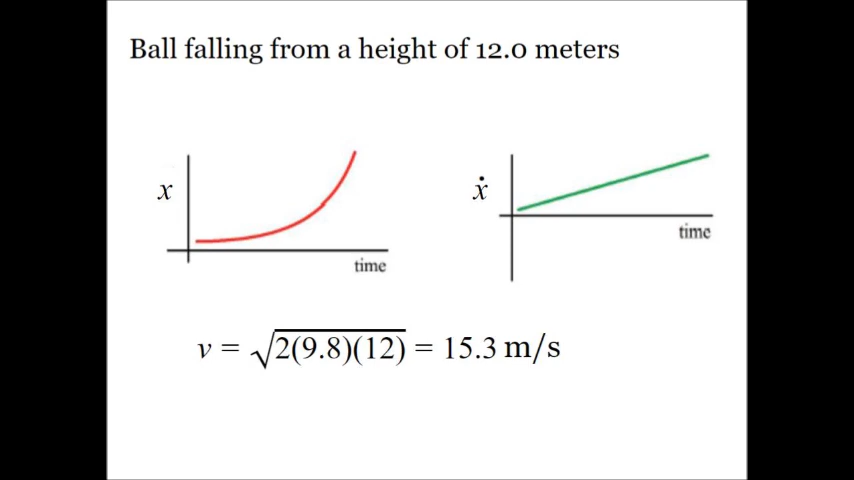 Ball falling from a height of 12.0 meters
x
ẋ
time
time
v = √2(9.8)(12) = 15.3 m/s